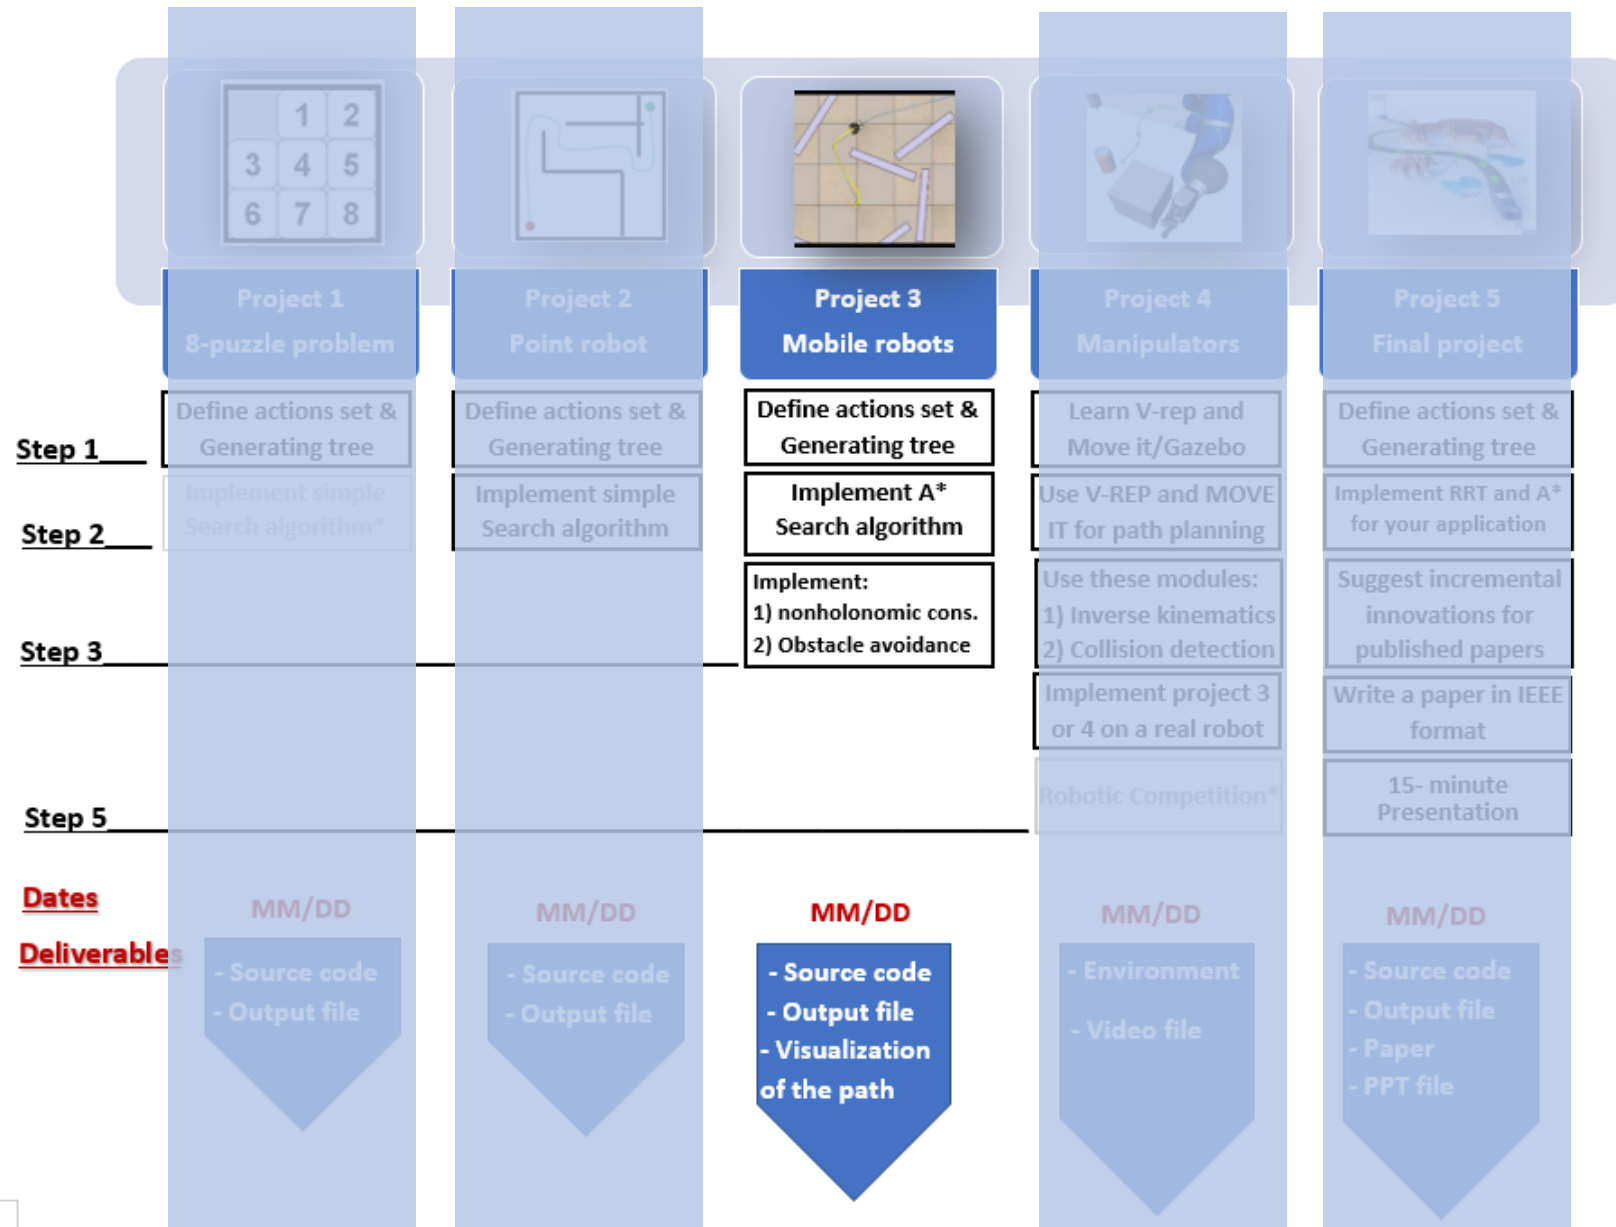 1 2
3 4 5
6 7 8
Project 1
8-puzzle problem
Project 2
Point robot
Project 3
Mobile robots
Project 4
Manipulators
Project 5
Final project
Step 1
Define actions set &
Generating tree
Define actions set &
Generating tree
Define actions set &
Generating tree
Learn V-rep and
Move it/Gazebo
Define actions set &
Generating tree
Step 2
Implement simple
Search algorithm*
Implement simple
Search algorithm
Implement A*
Search algorithm
Use V-REP and MOVE
IT for path planning
Implement RRT and A*
for your application
Step 3
Implement:
1) nonholonomic cons.
2) Obstacle avoidance
Use these modules:
1) Inverse kinematics
2) Collision detection
Suggest incremental
innovations for
published papers
Implement project 3
or 4 on a real robot
Write a paper in IEEE
format
Step 5
Robotic Competition*
15- minute
Presentation
Dates
MM/DD
MM/DD
MM/DD
MM/DD
MM/DD
Deliverables
- Source code
- Output file
- Source code
- Output file
- Source code
- Output file
- Visualization
of the path
- Environment
- Video file
- Source code
- Output file
- Paper
- PPT file